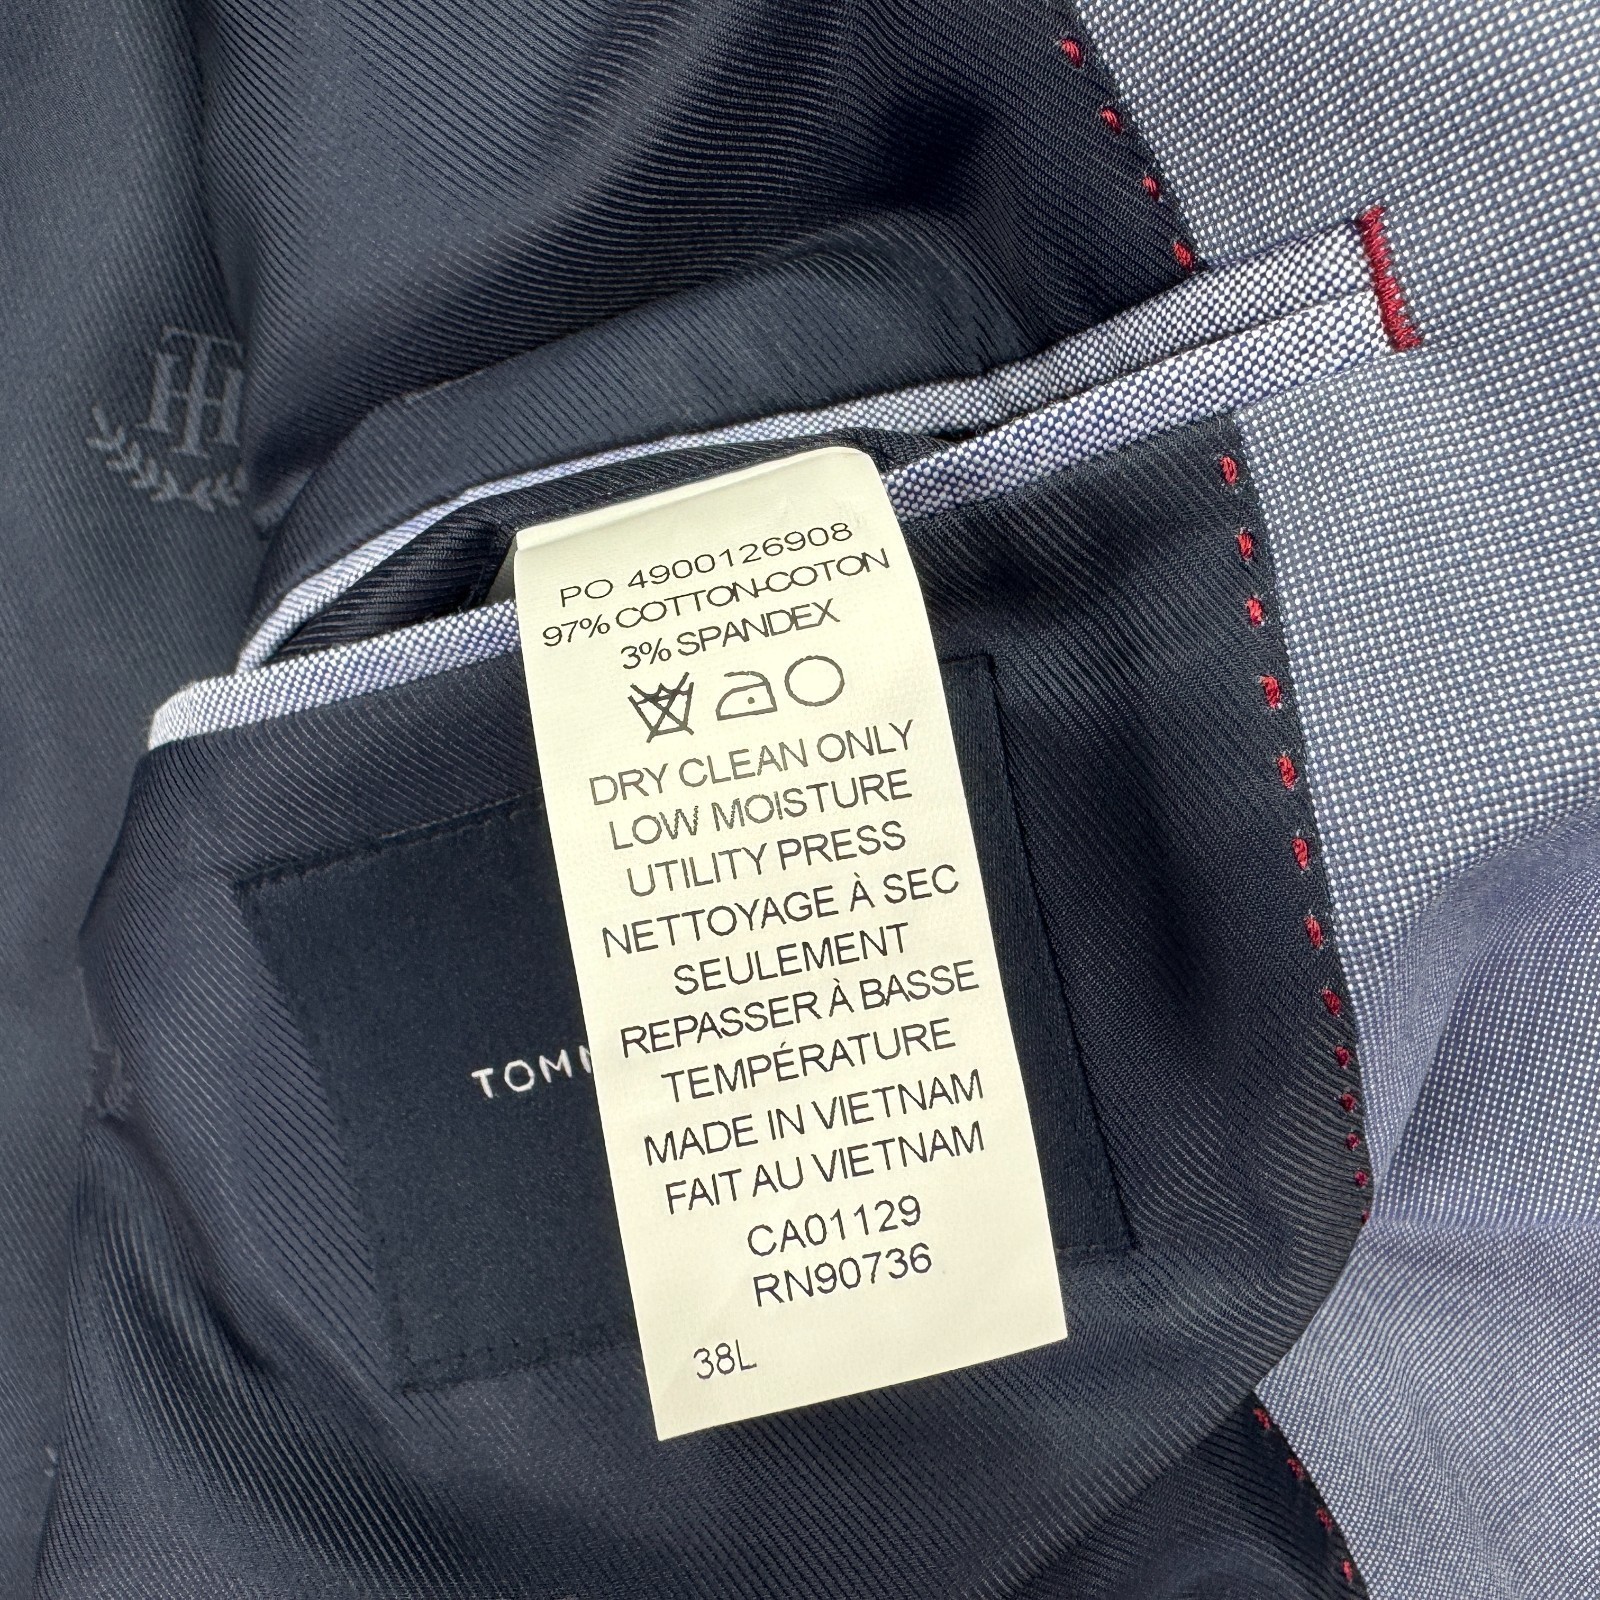 TH
PO 4900126908
97% COTTON-COTON
3% SPANDEX
DRY CLEAN ONLY
LOW MOISTURE
UTILITY PRESS
NETTOYAGE À SEC
SEULEMENT
REPASSER À BASSE
TEMPÉRATURE
MADE IN VIETNAM
FAIT AU VIETNAM
CA01129
RN90736
38L